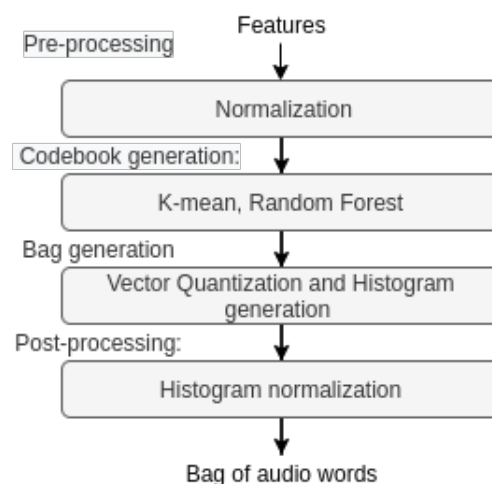 Features
Pre-processing
Normalization
Codebook generation:
K-mean, Random Forest
Bag generation
Vector Quantization and Histogram
generation
Post-processing:
Histogram normalization
Bag of audio words